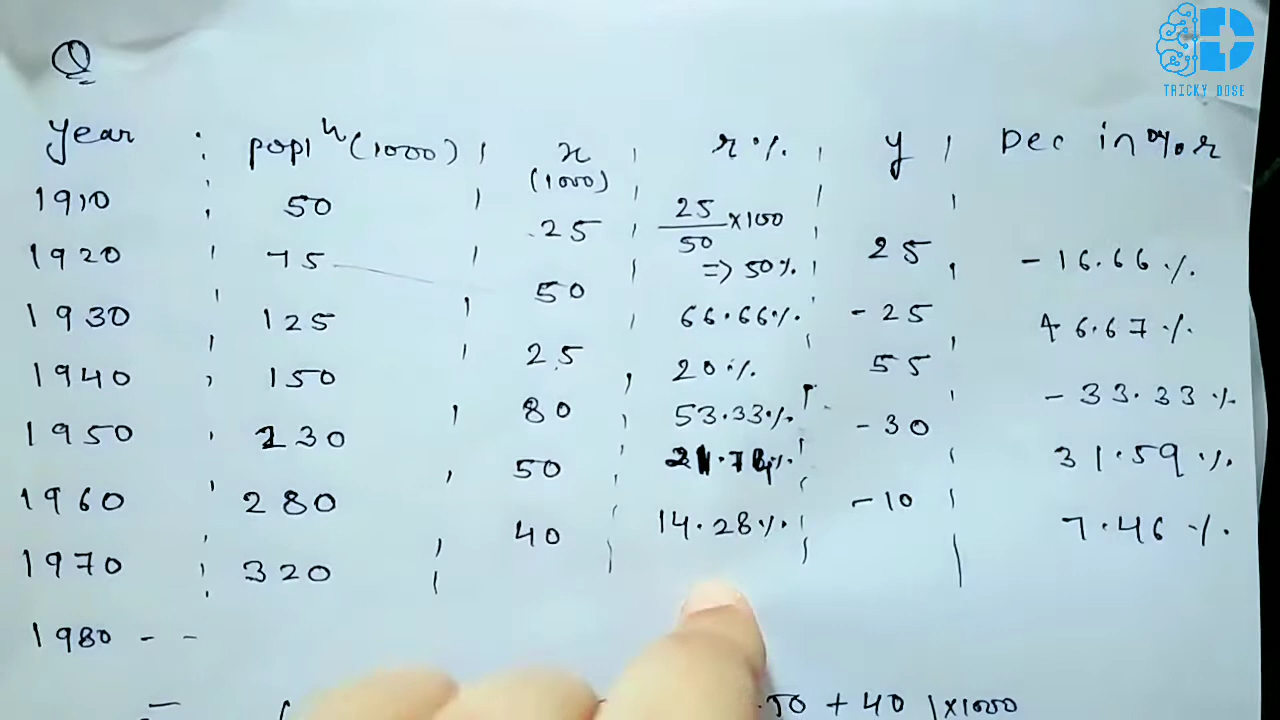 TRICKY DOSE
Q
Year : popl^n (1000) x (1000) r % y Dec in % r
1910 50
25 25/50 × 100 => 50%
1920 75 25 - 16.66 %
50 66.66%
1930 125 - 25 46.67 %
25 20 %
1940 150 55 - 33.33 %
80 53.33%
1950 230 - 30 31.59 %
50 21.74%
1960 280 - 10 7.46 %
40 14.28%
1970 320
1980 - -
50 + 40 ) x1000